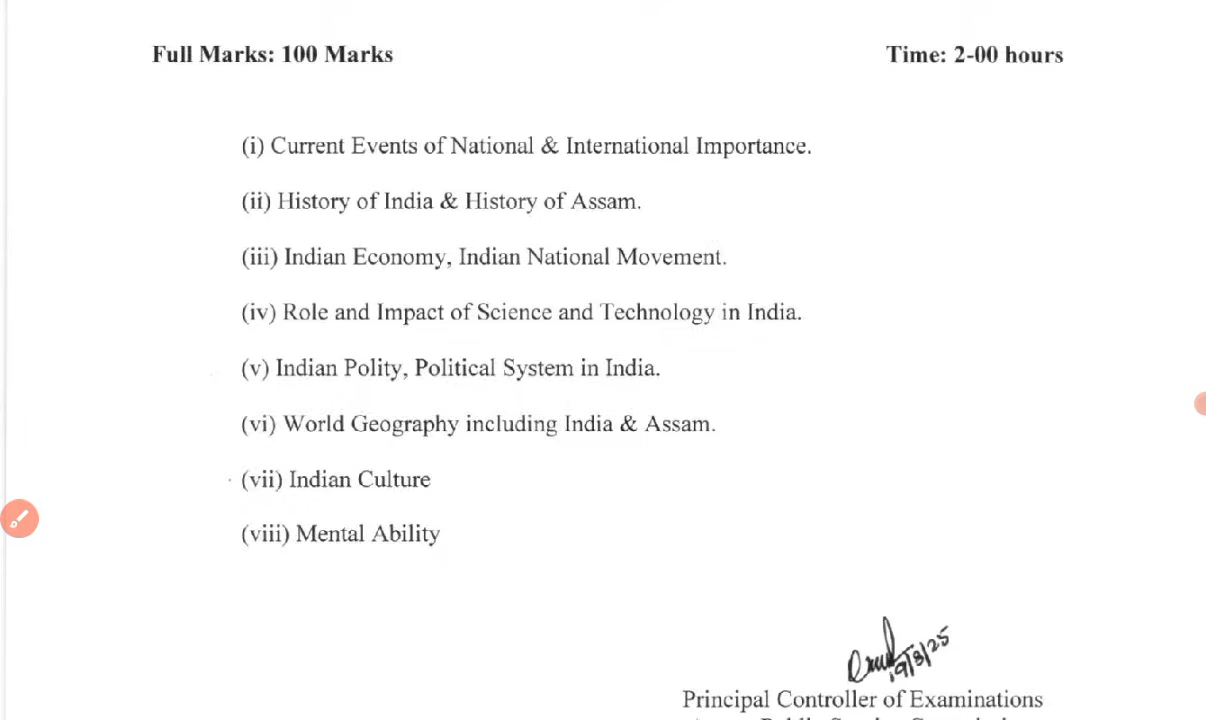 Full Marks: 100 Marks Time: 2-00 hours
(i) Current Events of National & International Importance.
(ii) History of India & History of Assam.
(iii) Indian Economy, Indian National Movement.
(iv) Role and Impact of Science and Technology in India.
(v) Indian Polity, Political System in India.
(vi) World Geography including India & Assam.
(vii) Indian Culture
(viii) Mental Ability
19/8/25
Principal Controller of Examinations